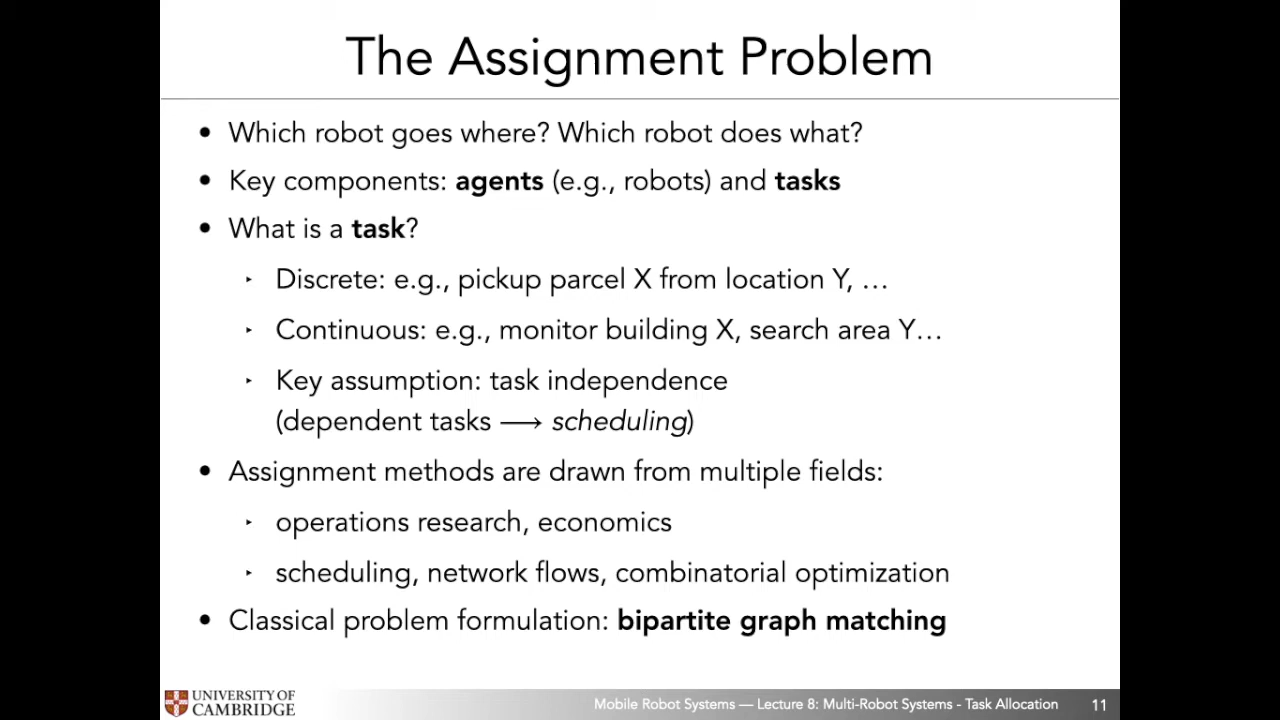 The Assignment Problem
• Which robot goes where? Which robot does what?
• Key components: agents (e.g., robots) and tasks
• What is a task?
‣ Discrete: e.g., pickup parcel X from location Y, …
‣ Continuous: e.g., monitor building X, search area Y…
‣ Key assumption: task independence
(dependent tasks ⟶ scheduling)
• Assignment methods are drawn from multiple fields:
‣ operations research, economics
‣ scheduling, network flows, combinatorial optimization
• Classical problem formulation: bipartite graph matching
UNIVERSITY OF
CAMBRIDGE
Mobile Robot Systems — Lecture 8: Multi-Robot Systems - Task Allocation 11